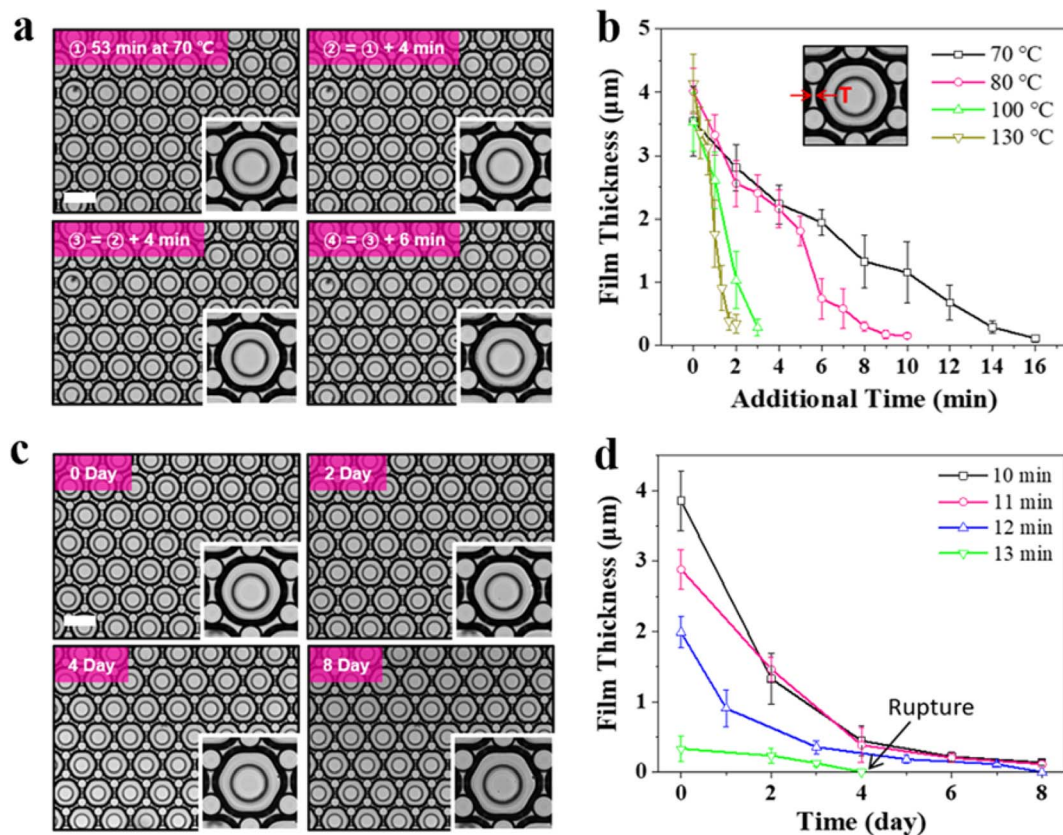 a
① 53 min at 70 °C
② = ① + 4 min
③ = ② + 4 min
④ = ③ + 6 min
b
Film Thickness (μm)
5
4
3
2
1
0
T
70 °C
80 °C
100 °C
130 °C
0 2 4 6 8 10 12 14 16
Additional Time (min)
c
0 Day
2 Day
4 Day
8 Day
d
Film Thickness (μm)
4
3
2
1
0
10 min
11 min
12 min
13 min
Rupture
0 2 4 6 8
Time (day)